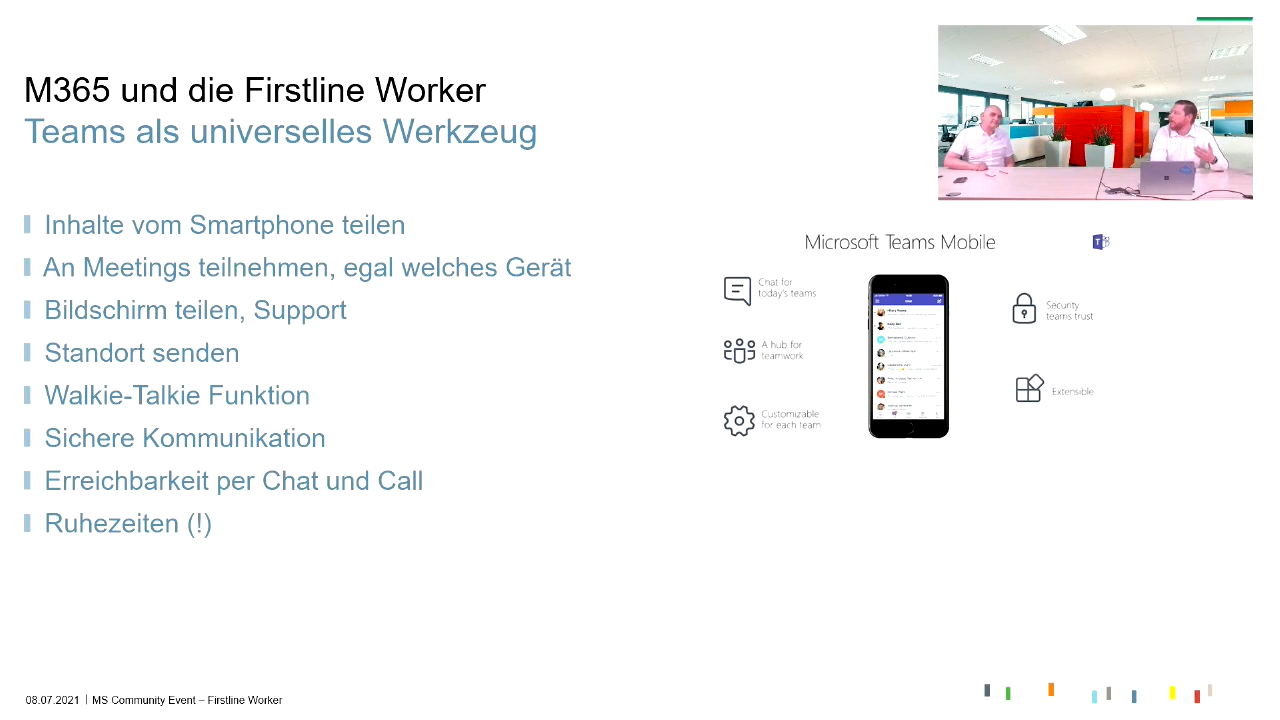 M365 und die Firstline Worker
Teams als universelles Werkzeug
Inhalte vom Smartphone teilen
An Meetings teilnehmen, egal welches Gerät
Bildschirm teilen, Support
Standort senden
Walkie-Talkie Funktion
Sichere Kommunikation
Erreichbarkeit per Chat und Call
Ruhezeiten (!)
Microsoft Teams Mobile
T
Chat for
today's teams
A hub for
teamwork
Customizable
for each team
Security
teams trust
Extensible
08.07.2021 | MS Community Event – Firstline Worker